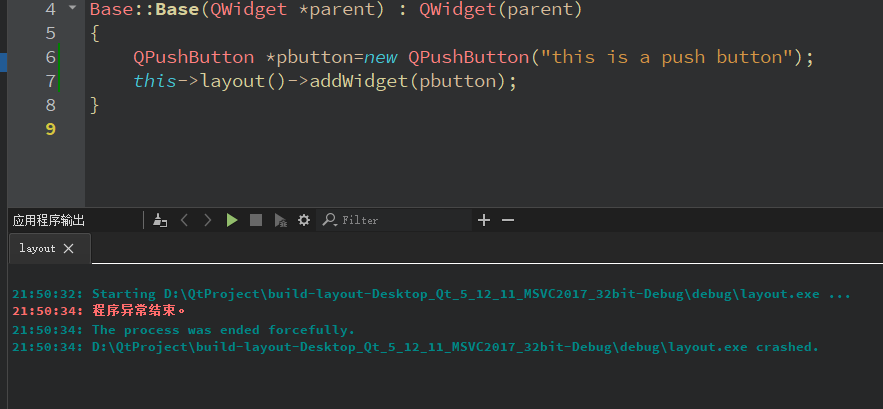 4 Base::Base(QWidget *parent) : QWidget(parent)
5 {
6 QPushButton *pbutton=new QPushButton("this is a push button");
7 this->layout()->addWidget(pbutton);
8 }
9
应用程序输出 Filter
layout
21:50:32: Starting D:\QtProject\build-layout-Desktop_Qt_5_12_11_MSVC2017_32bit-Debug\debug\layout.exe ...
21:50:34: 程序异常结束。
21:50:34: The process was ended forcefully.
21:50:34: D:\QtProject\build-layout-Desktop_Qt_5_12_11_MSVC2017_32bit-Debug\debug\layout.exe crashed.